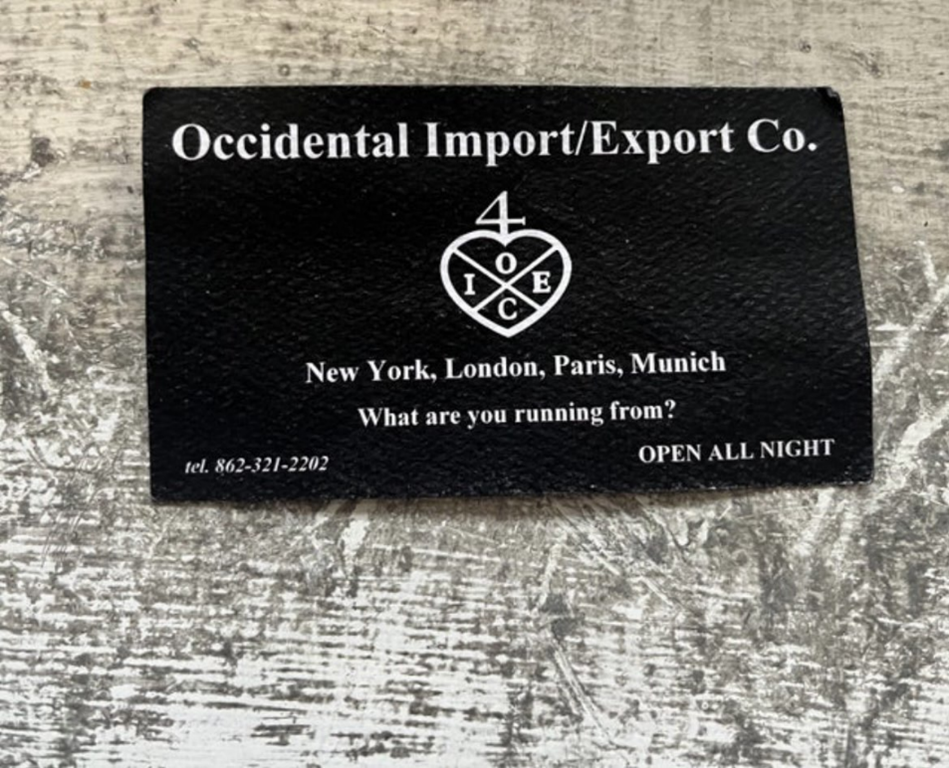 Occidental Import/Export Co.
4
O
I E
C
New York, London, Paris, Munich
What are you running from?
tel. 862-321-2202
OPEN ALL NIGHT